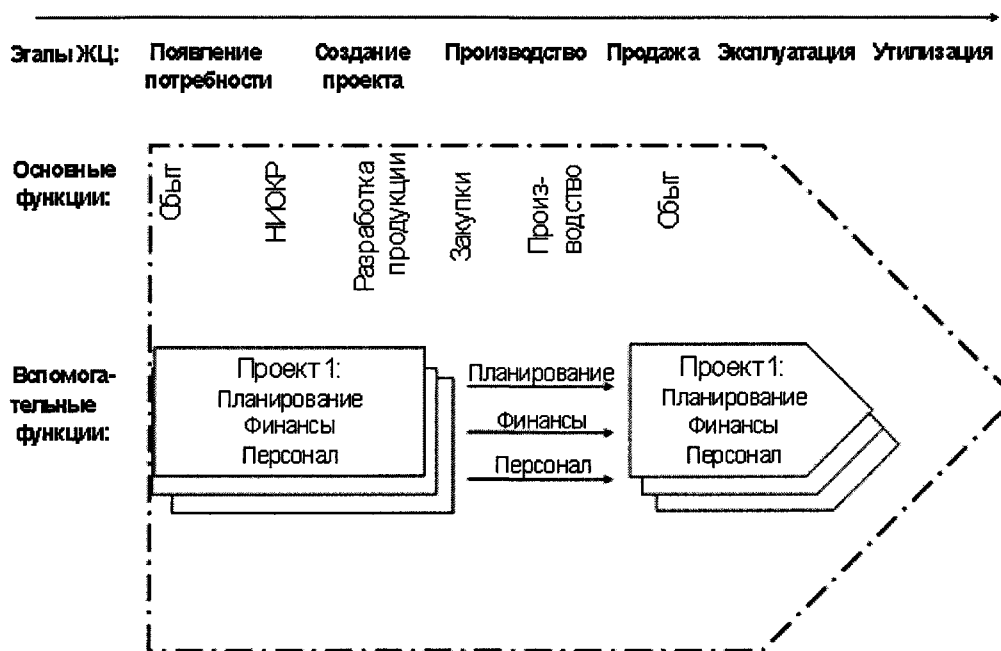 Этапы ЖЦ:
Появление
потребности
Создание
проекта
Производство
Продажа
Эксплуатация
Утилизация
Основные
функции:
Сбыт
НИОКР
Разработка
продукции
Закупки
Произ-
водство
Сбыт
Вспомога-
тельные
функции:
Проект 1:
Планирование
Финансы
Персонал
Планирование
Финансы
Персонал
Проект 1:
Планирование
Финансы
Персонал